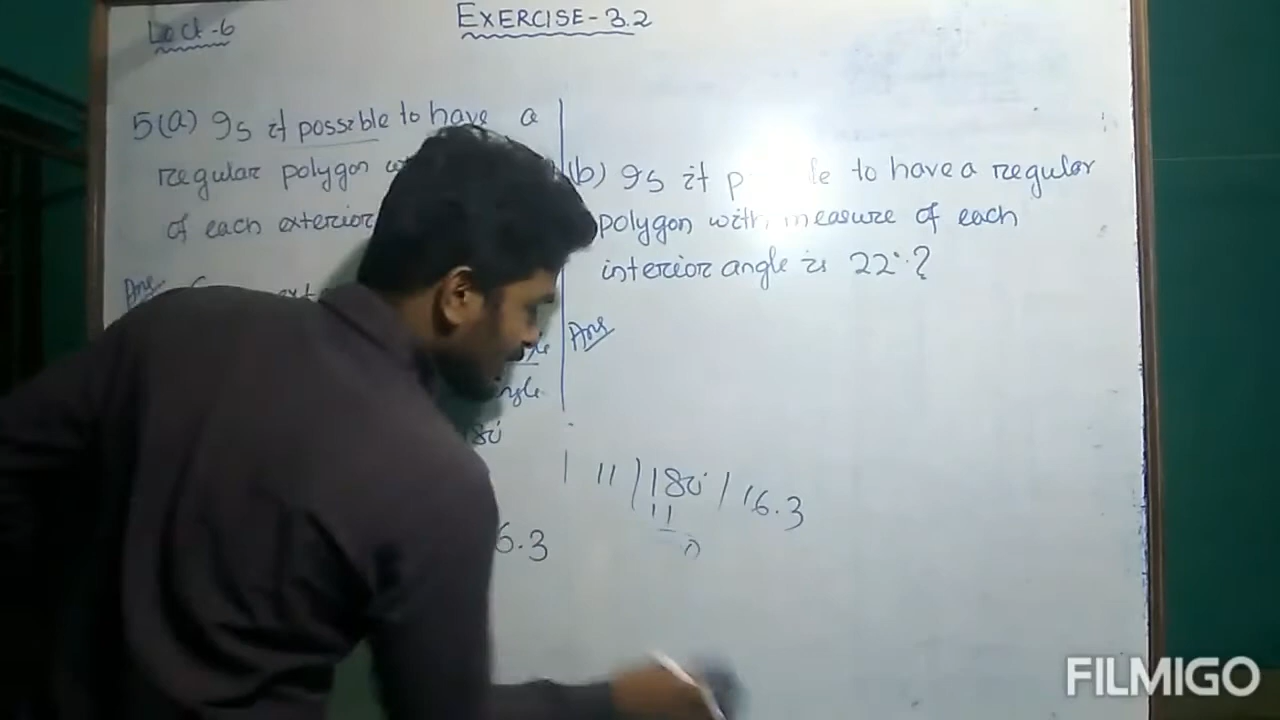 Lect-6
EXERCISE-3.2
5(a) Is it possible to have a
regular polygon
of each exterior
Ans
ext
180
6.3
(b) Is it p le to have a regular
polygon with measure of each
interior angle is 22°?
Ans
11 ) 180 ( 16.3
11
FILMIGO